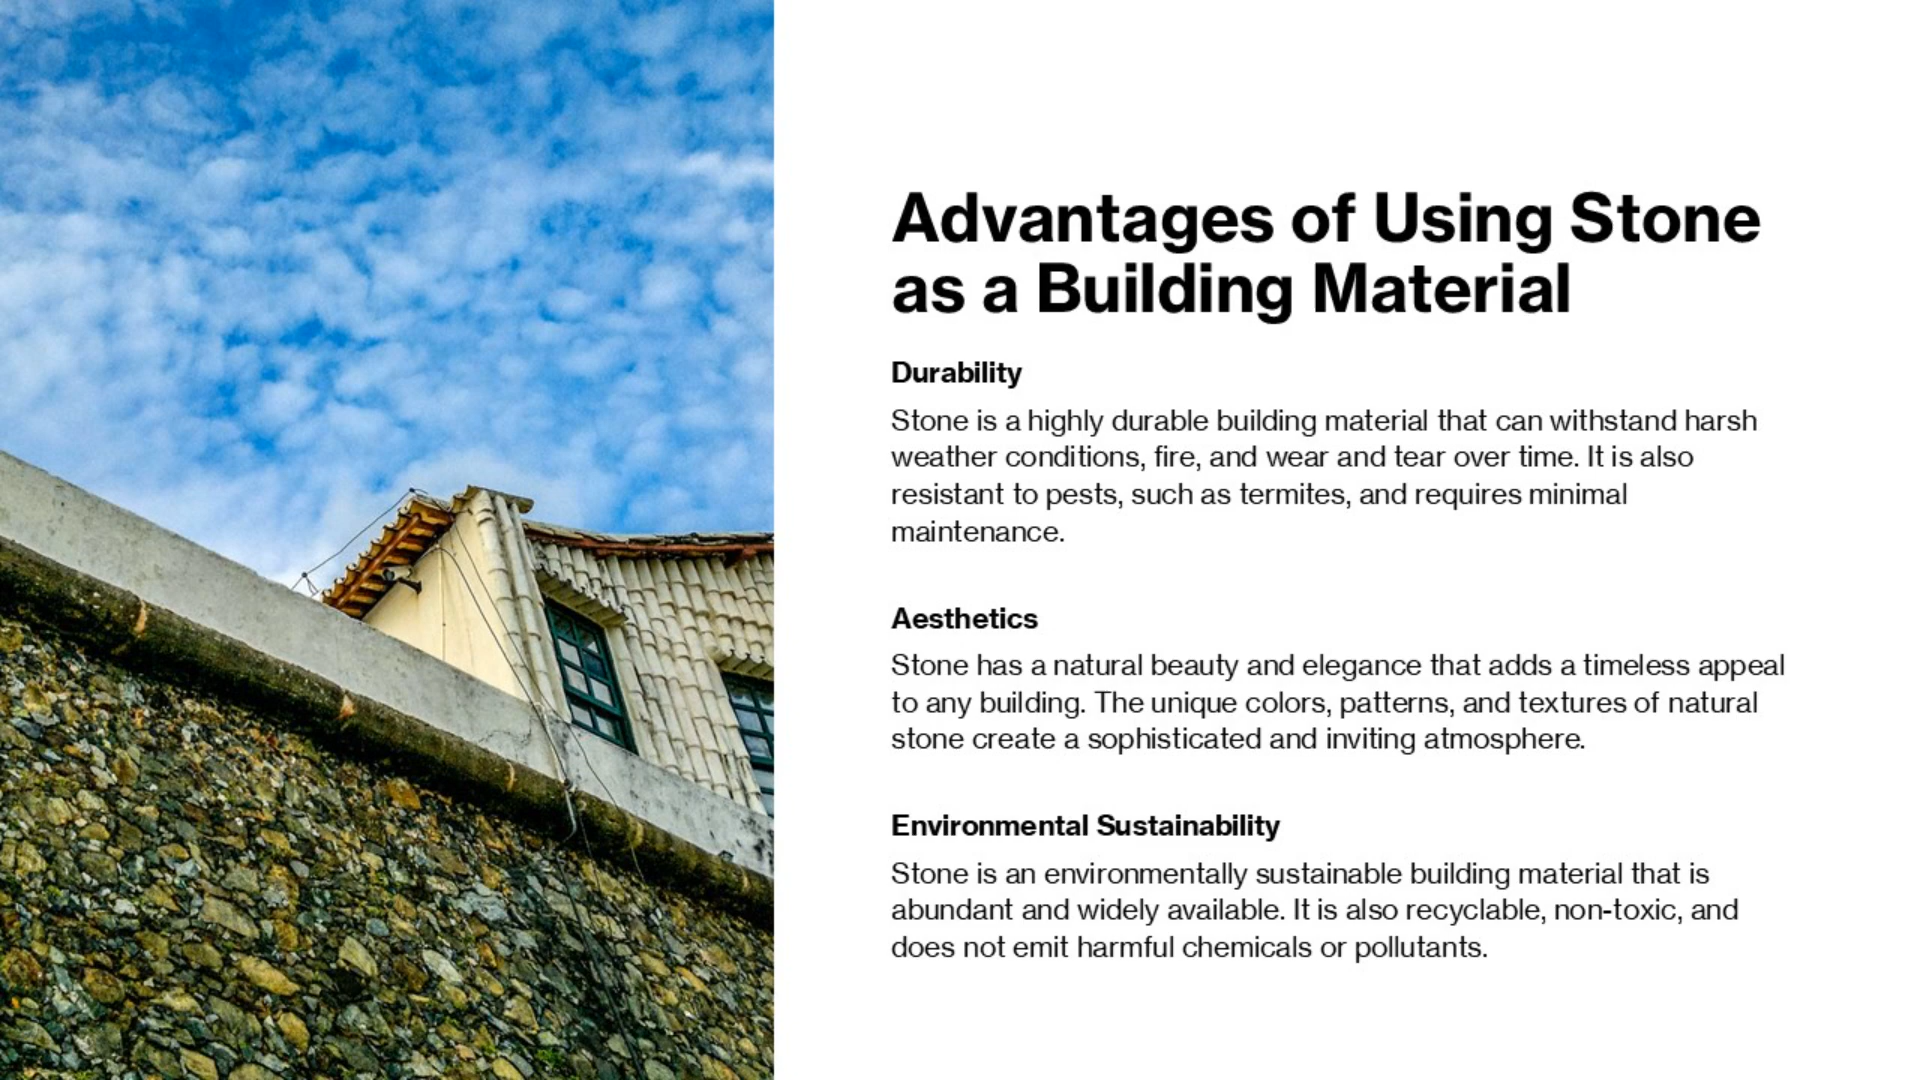 Advantages of Using Stone
as a Building Material
Durability
Stone is a highly durable building material that can withstand harsh
weather conditions, fire, and wear and tear over time. It is also
resistant to pests, such as termites, and requires minimal
maintenance.
Aesthetics
Stone has a natural beauty and elegance that adds a timeless appeal
to any building. The unique colors, patterns, and textures of natural
stone create a sophisticated and inviting atmosphere.
Environmental Sustainability
Stone is an environmentally sustainable building material that is
abundant and widely available. It is also recyclable, non-toxic, and
does not emit harmful chemicals or pollutants.